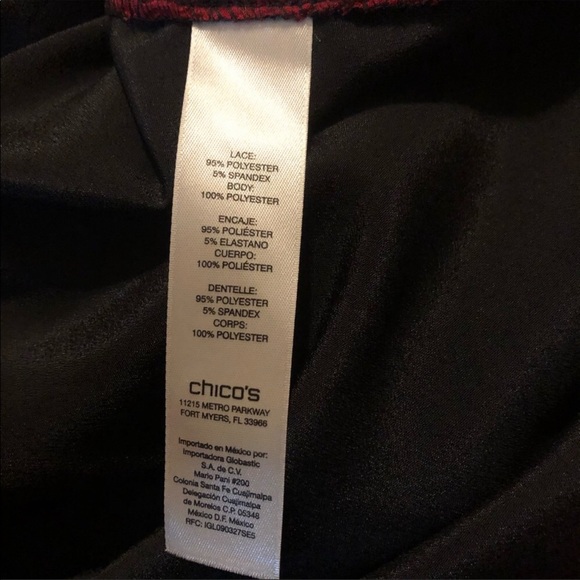 LACE:
95% POLYESTER
5% SPANDEX
BODY:
100% POLYESTER
ENCAJE:
95% POLIÉSTER
5% ELASTANO
CUERPO:
100% POLIÉSTER
DENTELLE:
95% POLYESTER
5% SPANDEX
CORPS:
100% POLYESTER
chico's
11215 METRO PARKWAY
FORT MYERS, FL 33966
Importado en México por:
Importadora Globastic
S.A. de C.V.
Mario Pani #200
Colonia Santa Fe Cuajimalpa
Delegación Cuajimalpa
de Morelos C.P. 05348
México D.F. México
RFC: IGL090327SE5